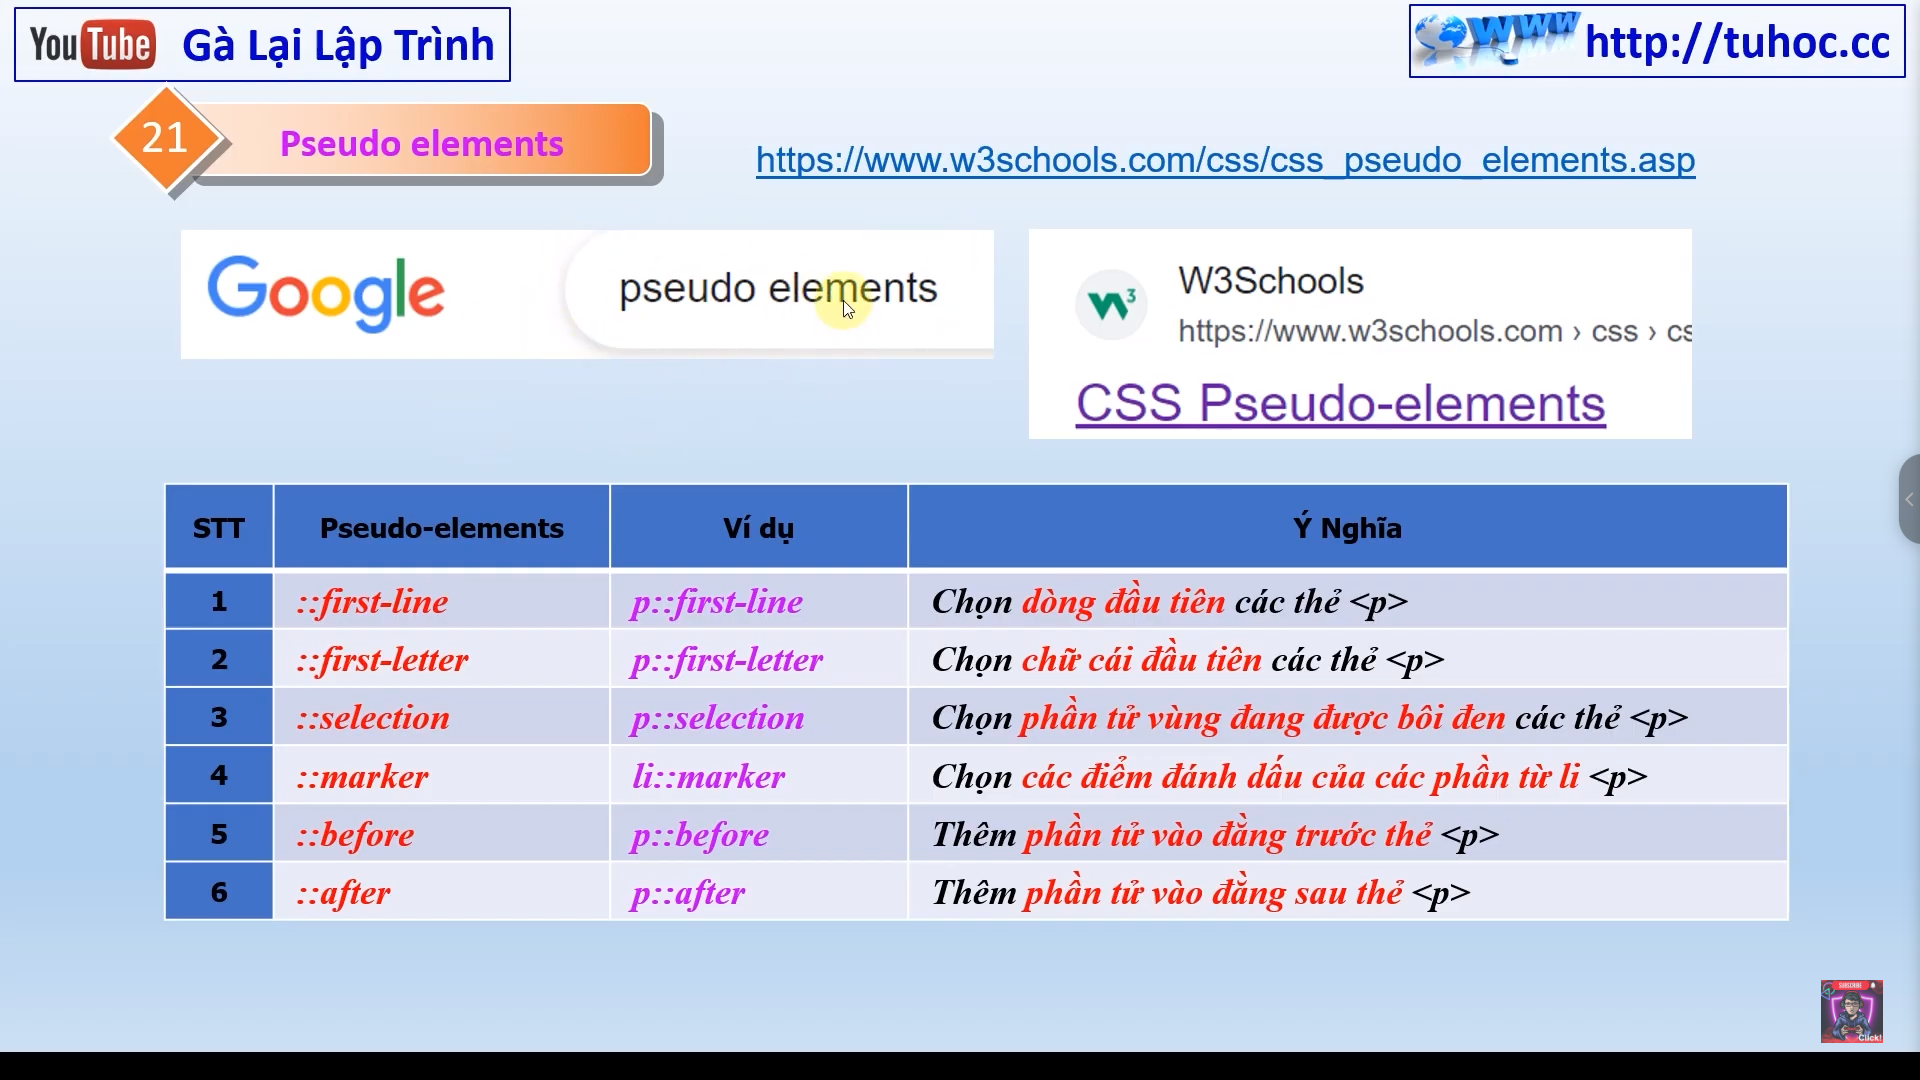 YouTube Gà Lại Lập Trình
WWW http://tuhoc.cc
21 Pseudo elements
https://www.w3schools.com/css/css_pseudo_elements.asp
Google pseudo elements
W3Schools
https://www.w3schools.com › css › cs
CSS Pseudo-elements
STT Pseudo-elements Ví dụ Ý Nghĩa
1 ::first-line p::first-line Chọn dòng đầu tiên các thẻ <p>
2 ::first-letter p::first-letter Chọn chữ cái đầu tiên các thẻ <p>
3 ::selection p::selection Chọn phần tử vùng đang được bôi đen các thẻ <p>
4 ::marker li::marker Chọn các điểm đánh dấu của các phần từ li <p>
5 ::before p::before Thêm phần tử vào đằng trước thẻ <p>
6 ::after p::after Thêm phần tử vào đằng sau thẻ <p>
SUBSCRIBE
Click!